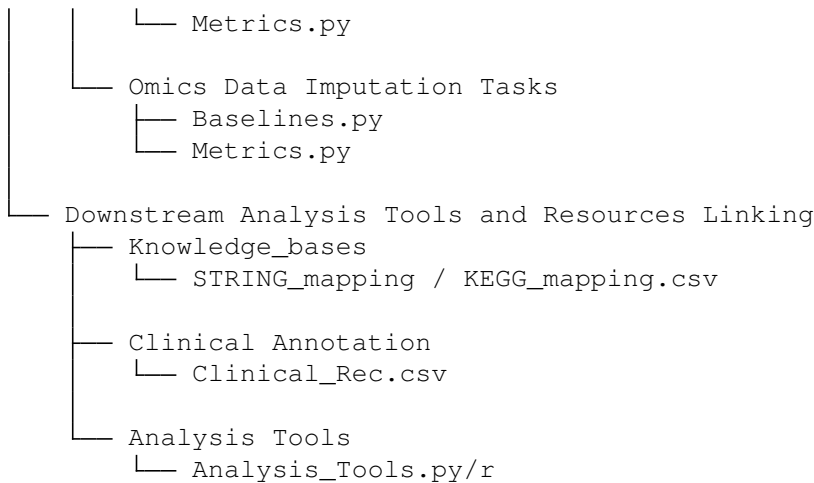 │   │   └── Metrics.py
│   │
│   └── Omics Data Imputation Tasks
│       ├── Baselines.py
│       └── Metrics.py
│
└── Downstream Analysis Tools and Resources Linking
    ├── Knowledge_bases
    │   └── STRING_mapping / KEGG_mapping.csv
    │
    ├── Clinical Annotation
    │   └── Clinical_Rec.csv
    │
    └── Analysis Tools
        └── Analysis_Tools.py/r